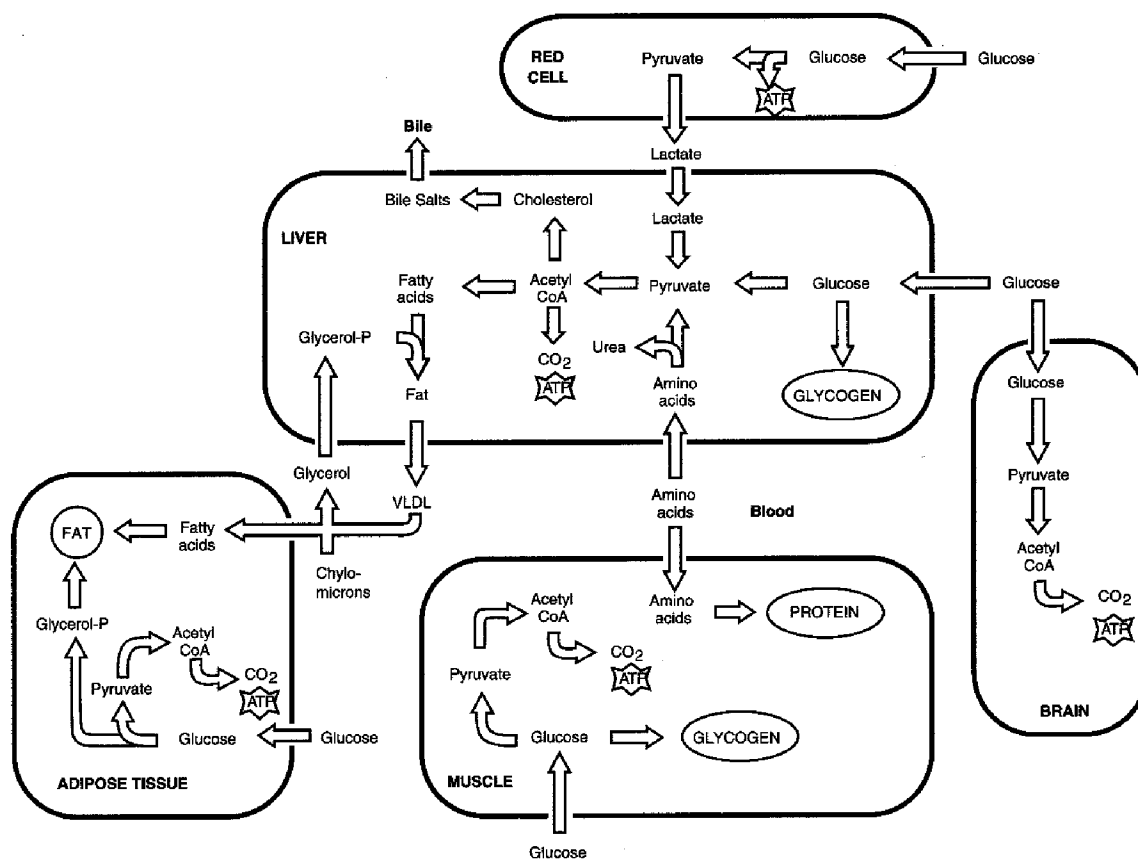 RED
CELL
Pyruvate
Glucose
Glucose
ATP
Bile
Lactate
Bile Salts
Cholesterol
Lactate
LIVER
Fatty
acids
Acetyl
CoA
Pyruvate
Glucose
Glucose
Glycerol-P
Urea
CO2
ATP
Fat
Amino
acids
GLYCOGEN
Glucose
Glycerol
VLDL
Amino
acids
Blood
Pyruvate
FAT
Fatty
acids
Chylo-
microns
Acetyl
CoA
CO2
ATP
BRAIN
Glycerol-P
Acetyl
CoA
Pyruvate
CO2
ATP
Glucose
Glucose
ADIPOSE TISSUE
Acetyl
CoA
Amino
acids
PROTEIN
Pyruvate
CO2
ATP
Glucose
GLYCOGEN
MUSCLE
Glucose